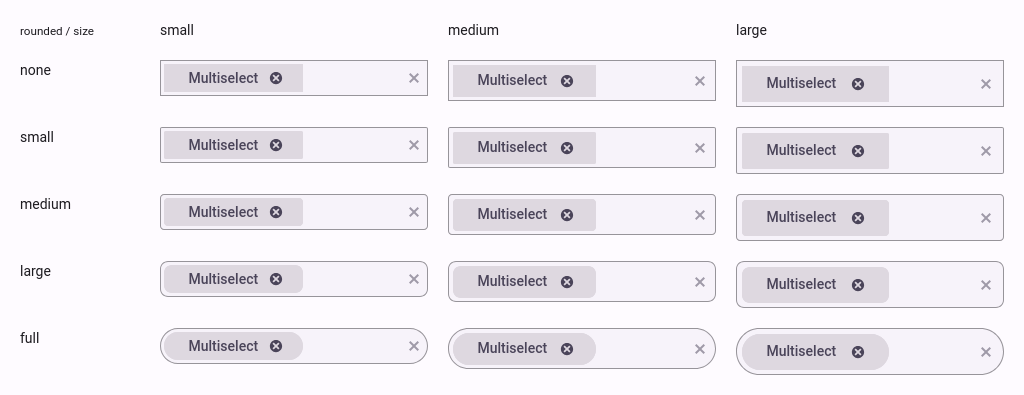 rounded / size small medium large
none Multiselect Multiselect Multiselect
small Multiselect Multiselect Multiselect
medium Multiselect Multiselect Multiselect
large Multiselect Multiselect Multiselect
full Multiselect Multiselect Multiselect